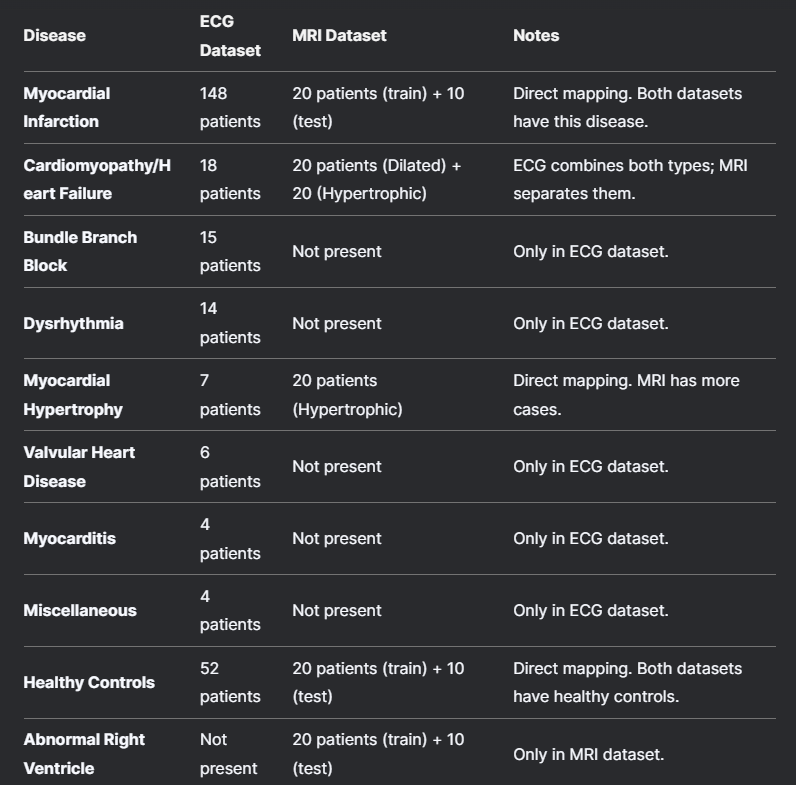 Disease
ECG
Dataset
MRI Dataset
Notes
Myocardial
Infarction
148
patients
20 patients (train) + 10
(test)
Direct mapping. Both datasets
have this disease.
Cardiomyopathy/H
eart Failure
18
patients
20 patients (Dilated) +
20 (Hypertrophic)
ECG combines both types; MRI
separates them.
Bundle Branch
Block
15
patients
Not present
Only in ECG dataset.
Dysrhythmia
14
patients
Not present
Only in ECG dataset.
Myocardial
Hypertrophy
7
patients
20 patients
(Hypertrophic)
Direct mapping. MRI has more
cases.
Valvular Heart
Disease
6
patients
Not present
Only in ECG dataset.
Myocarditis
4
patients
Not present
Only in ECG dataset.
Miscellaneous
4
patients
Not present
Only in ECG dataset.
Healthy Controls
52
patients
20 patients (train) + 10
(test)
Direct mapping. Both datasets
have healthy controls.
Abnormal Right
Ventricle
Not
present
20 patients (train) + 10
(test)
Only in MRI dataset.